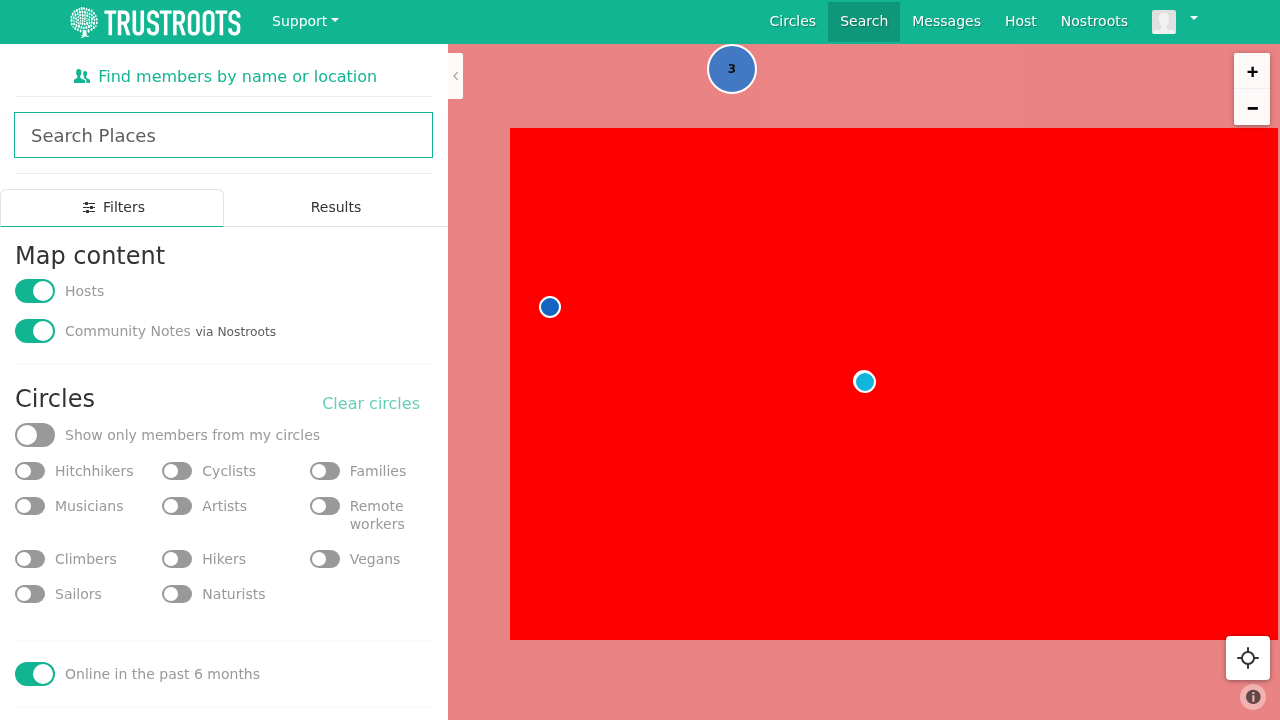 TRUSTROOTS
Support
Circles
Search
Messages
Host
Nostroots
Find members by name or location
Search Places
Filters
Results
Map content
Hosts
Community Notes via Nostroots
Circles
Clear circles
Show only members from my circles
Hitchhikers
Cyclists
Families
Musicians
Artists
Remote
workers
Climbers
Hikers
Vegans
Sailors
Naturists
Online in the past 6 months
3
+
−